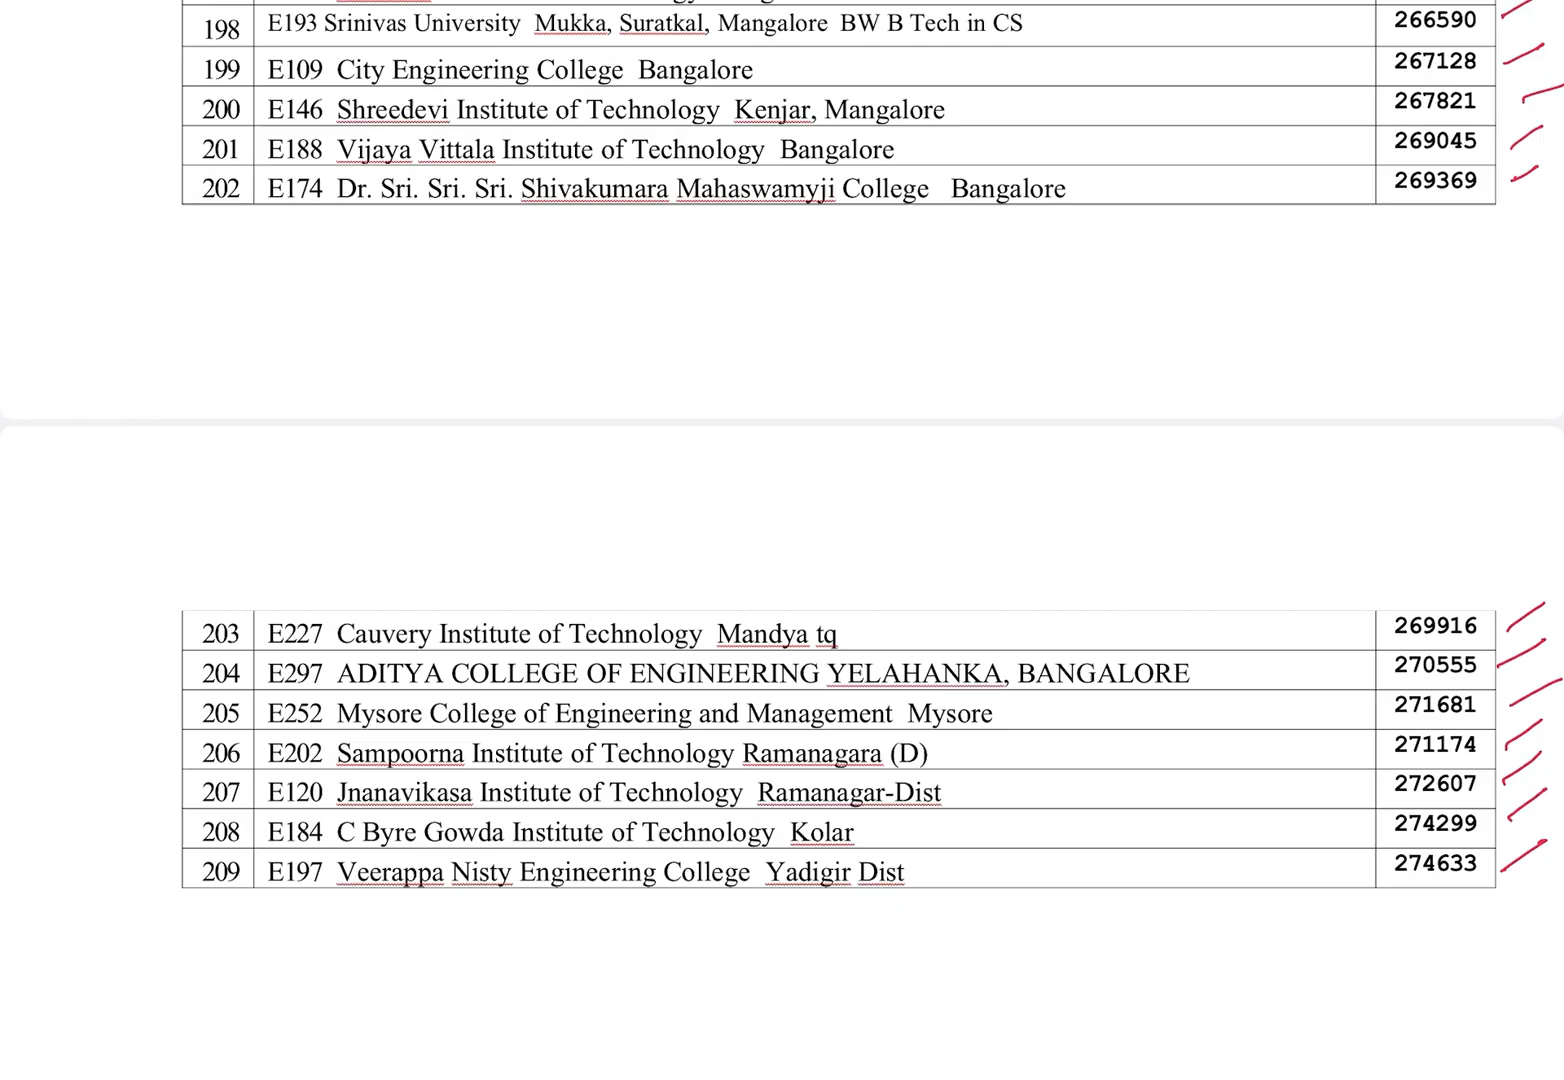 198 E193 Srinivas University Mukka, Suratkal, Mangalore BW B Tech in CS 266590
199 E109 City Engineering College Bangalore 267128
200 E146 Shreedevi Institute of Technology Kenjar, Mangalore 267821
201 E188 Vijaya Vittala Institute of Technology Bangalore 269045
202 E174 Dr. Sri. Sri. Sri. Shivakumara Mahaswamyji College Bangalore 269369
203 E227 Cauvery Institute of Technology Mandya tq 269916
204 E297 ADITYA COLLEGE OF ENGINEERING YELAHANKA, BANGALORE 270555
205 E252 Mysore College of Engineering and Management Mysore 271681
206 E202 Sampoorna Institute of Technology Ramanagara (D) 271174
207 E120 Jnanavikasa Institute of Technology Ramanagar-Dist 272607
208 E184 C Byre Gowda Institute of Technology Kolar 274299
209 E197 Veerappa Nisty Engineering College Yadigir Dist 274633